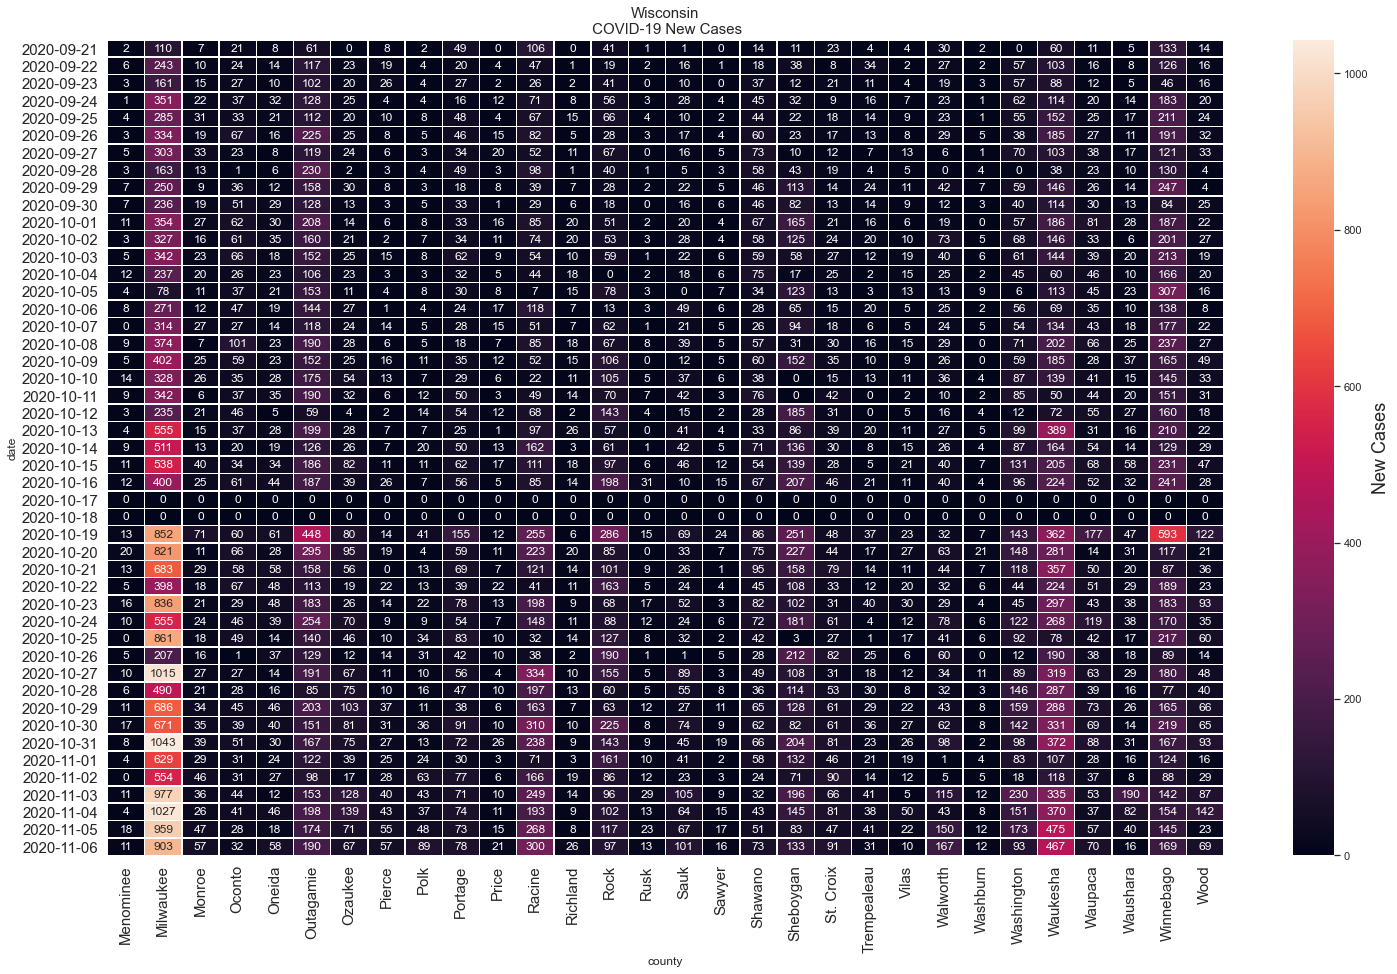 Wisconsin
COVID-19 New Cases
2020-09-21 2 110 7 21 8 61 0 8 2 49 0 106 0 41 1 1 0 14 11 23 4 4 30 2 0 60 11 5 133 14
2020-09-22 6 243 10 24 14 117 23 19 4 20 4 47 1 19 2 16 1 18 38 8 34 2 27 2 57 103 16 8 126 16
2020-09-23 3 161 15 27 10 102 20 26 4 27 2 26 2 41 0 10 0 37 12 21 11 4 19 3 57 88 12 5 46 16
2020-09-24 1 351 22 37 32 128 25 4 4 16 12 71 8 56 3 28 4 45 32 9 16 7 23 1 62 114 20 14 183 20
2020-09-25 4 285 31 33 21 112 20 10 8 48 4 67 15 66 4 10 2 44 22 18 14 9 23 1 55 152 25 17 211 24
2020-09-26 3 334 19 67 16 225 25 8 5 46 15 82 5 28 3 17 4 60 23 17 13 8 29 5 38 185 27 11 191 32
2020-09-27 5 303 33 23 8 119 24 6 3 34 20 52 11 67 0 16 5 73 10 12 7 13 6 1 70 103 38 17 121 33
2020-09-28 3 163 13 1 6 230 2 3 4 49 3 98 1 40 1 5 3 58 43 19 4 5 0 4 0 38 23 10 130 4
2020-09-29 7 250 9 36 12 158 30 8 3 18 8 39 7 28 2 22 5 46 113 14 24 11 42 7 59 146 26 14 247 4
2020-09-30 7 236 19 51 29 128 13 3 5 33 1 29 6 18 0 16 6 46 82 13 14 9 12 3 40 114 30 13 84 25
2020-10-01 11 354 27 62 30 208 14 6 8 33 16 85 20 51 2 20 4 67 165 21 16 6 19 0 57 186 81 28 187 22
2020-10-02 3 327 16 61 35 160 21 2 7 34 11 74 20 53 3 28 4 58 125 24 20 10 73 5 68 146 33 6 201 27
2020-10-03 5 342 23 66 18 152 25 15 8 62 9 54 10 59 1 22 6 59 58 27 12 19 40 6 61 144 39 20 213 19
2020-10-04 12 237 20 26 23 106 23 3 3 32 5 44 18 0 2 18 6 75 17 25 2 15 25 2 45 60 46 10 166 20
2020-10-05 4 78 11 37 21 153 11 4 8 30 8 7 15 78 3 0 7 34 123 13 3 13 13 9 6 113 45 23 307 16
2020-10-06 8 271 12 47 19 144 27 1 4 24 17 118 7 13 3 49 6 28 65 15 20 5 25 2 56 69 35 10 138 8
2020-10-07 0 314 27 27 14 118 24 14 5 28 15 51 7 62 1 21 5 26 94 18 6 5 24 5 54 134 43 18 177 22
2020-10-08 9 374 7 101 23 190 28 6 5 18 7 85 18 67 8 39 5 57 31 30 16 15 29 0 71 202 66 25 237 27
2020-10-09 5 402 25 59 23 152 25 16 11 35 12 52 15 106 0 12 5 60 152 35 10 9 26 0 59 185 28 37 165 49
2020-10-10 14 328 26 35 28 175 54 13 7 29 6 22 11 105 5 37 6 38 0 15 13 11 36 4 87 139 41 15 145 33
2020-10-11 9 342 6 37 35 190 32 6 12 50 3 49 14 70 7 42 3 76 0 42 0 2 10 2 85 50 44 20 151 31
2020-10-12 3 235 21 46 5 59 4 2 14 54 12 68 2 143 4 15 2 28 185 31 0 5 16 4 12 72 55 27 160 18
2020-10-13 4 555 15 37 28 199 28 7 7 25 1 97 26 57 0 41 4 33 86 39 20 11 27 5 99 389 31 16 210 22
2020-10-14 9 511 13 20 19 126 26 7 20 50 13 162 3 61 1 42 5 71 136 30 8 15 26 4 87 164 54 14 129 29
2020-10-15 11 538 40 34 34 186 82 11 11 62 17 111 18 97 6 46 12 54 139 28 5 21 40 7 131 205 68 58 231 47
2020-10-16 12 400 25 61 44 187 39 26 7 56 5 85 14 198 31 10 15 67 207 46 21 11 40 4 96 224 52 32 241 28
2020-10-17 0 0 0 0 0 0 0 0 0 0 0 0 0 0 0 0 0 0 0 0 0 0 0 0 0 0 0 0 0 0
2020-10-18 0 0 0 0 0 0 0 0 0 0 0 0 0 0 0 0 0 0 0 0 0 0 0 0 0 0 0 0 0 0
2020-10-19 13 852 71 60 61 448 80 14 41 155 12 255 6 286 15 69 24 86 251 48 37 23 32 7 143 362 177 47 593 122
2020-10-20 20 821 11 66 28 295 95 19 4 59 11 223 20 85 0 33 7 75 227 44 17 27 63 21 148 281 14 31 117 21
2020-10-21 13 683 29 58 58 158 56 0 13 69 7 121 14 101 9 26 1 95 158 79 14 11 44 7 118 357 50 20 87 36
2020-10-22 5 398 18 67 48 113 19 22 13 39 22 41 11 163 5 24 4 45 108 33 12 20 32 6 44 224 51 29 189 23
2020-10-23 16 836 21 29 48 183 26 14 22 78 13 198 9 68 17 52 3 82 102 31 40 30 29 4 45 297 43 38 183 93
2020-10-24 10 555 24 46 39 254 70 9 9 54 7 148 11 88 12 24 6 72 181 61 4 12 78 6 122 268 119 38 170 35
2020-10-25 0 861 18 49 14 140 46 10 34 83 10 32 14 127 8 32 2 42 3 27 1 17 41 6 92 78 42 17 217 60
2020-10-26 5 207 16 1 37 129 12 14 31 42 10 38 2 190 1 1 5 28 212 82 25 6 60 0 12 190 38 18 89 14
2020-10-27 10 1015 27 27 14 191 67 11 10 56 4 334 10 155 5 89 3 49 108 31 18 12 34 11 89 319 63 29 180 48
2020-10-28 6 490 21 28 16 85 75 10 16 47 10 197 13 60 5 55 8 36 114 53 30 8 32 3 146 287 39 16 77 40
2020-10-29 11 686 34 45 46 203 103 37 11 38 6 163 7 63 12 27 11 65 128 61 29 22 43 8 159 288 73 26 165 66
2020-10-30 17 671 35 39 40 151 81 31 36 91 10 310 10 225 8 74 9 62 82 61 36 27 62 8 142 331 69 14 219 65
2020-10-31 8 1043 39 51 30 167 75 27 13 72 26 238 9 143 9 45 19 66 204 81 23 26 98 2 98 372 88 31 167 93
2020-11-01 4 629 29 31 24 122 39 25 24 30 3 71 3 161 10 41 2 58 132 46 21 19 1 4 83 107 28 16 124 16
2020-11-02 0 554 46 31 27 98 17 28 63 77 6 166 19 86 12 23 3 24 71 90 14 12 5 5 18 118 37 8 88 29
2020-11-03 11 977 26 44 12 153 128 40 43 71 10 249 14 96 29 105 9 32 196 66 41 5 115 12 230 335 53 190 142 87
2020-11-04 4 1027 36 41 46 198 139 43 37 74 11 193 9 102 13 64 15 43 145 81 38 50 43 8 151 370 37 82 154 142
2020-11-05 18 959 47 28 18 174 71 55 48 73 15 268 8 117 23 67 17 51 83 47 41 22 150 12 173 475 57 40 145 23
2020-11-06 11 903 57 32 58 190 67 57 89 78 21 300 26 97 13 101 16 73 133 91 31 10 167 12 93 467 70 16 169 69
date
Menominee Milwaukee Monroe Oconto Oneida Outagamie Ozaukee Pierce Polk Portage Price Racine Richland Rock Rusk Sauk Sawyer Shawano Sheboygan St. Croix Trempealeau Vilas Walworth Washburn Washington Waukesha Waupaca Waushara Winnebago Wood
county
1000
800
600
400
200
0
New Cases